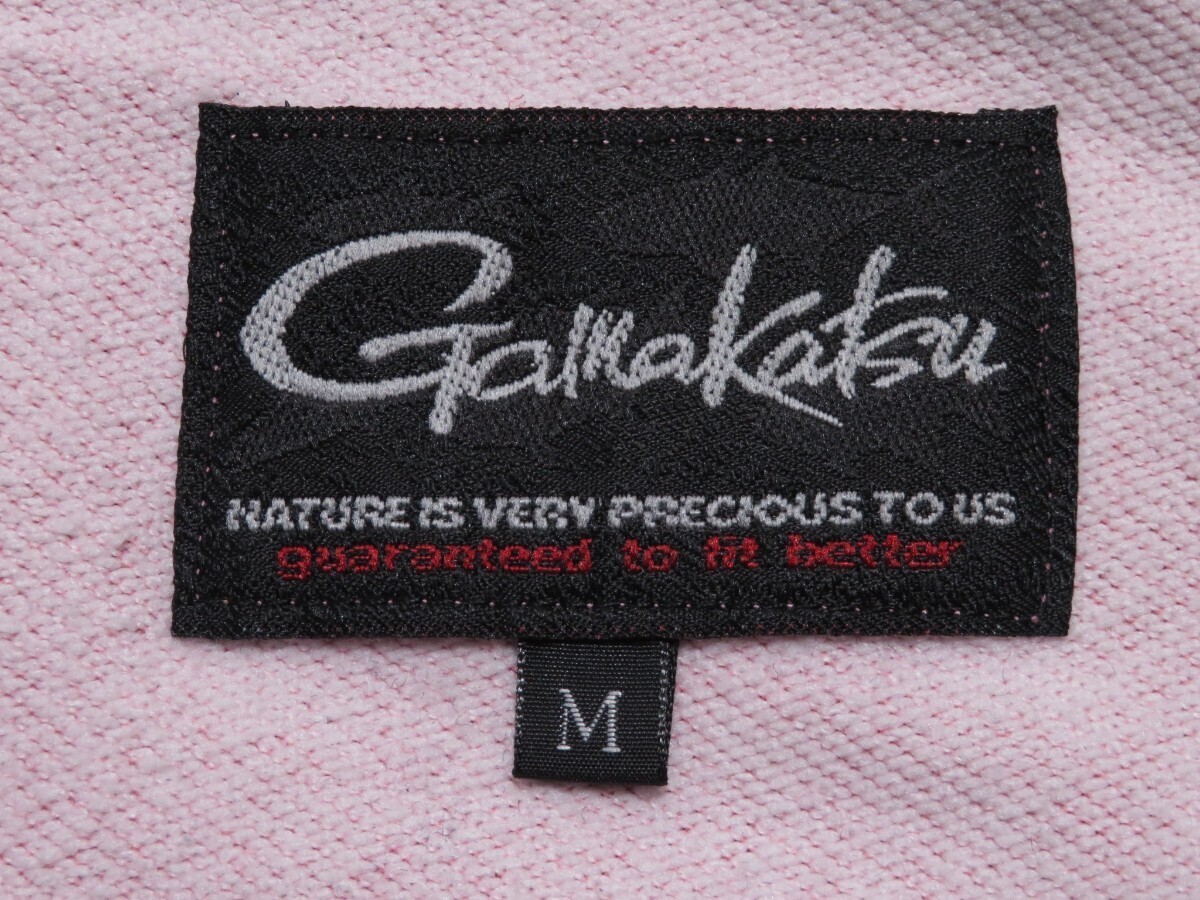 Gamakatsu
NATURE IS VERY PRECIOUS TO US
guaranteed to fit better
M